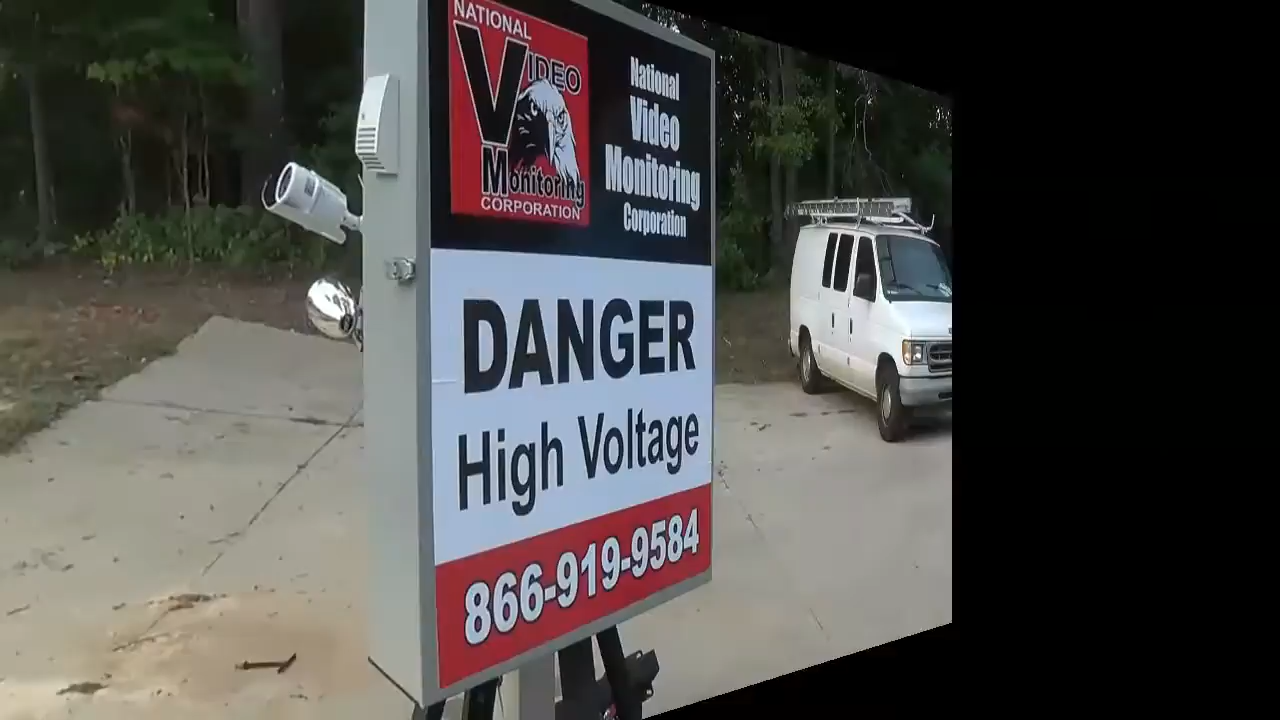 NATIONAL
VIDEO
MONITORING
CORPORATION
National
Video
Monitoring
Corporation
DANGER
High Voltage
866-919-9584